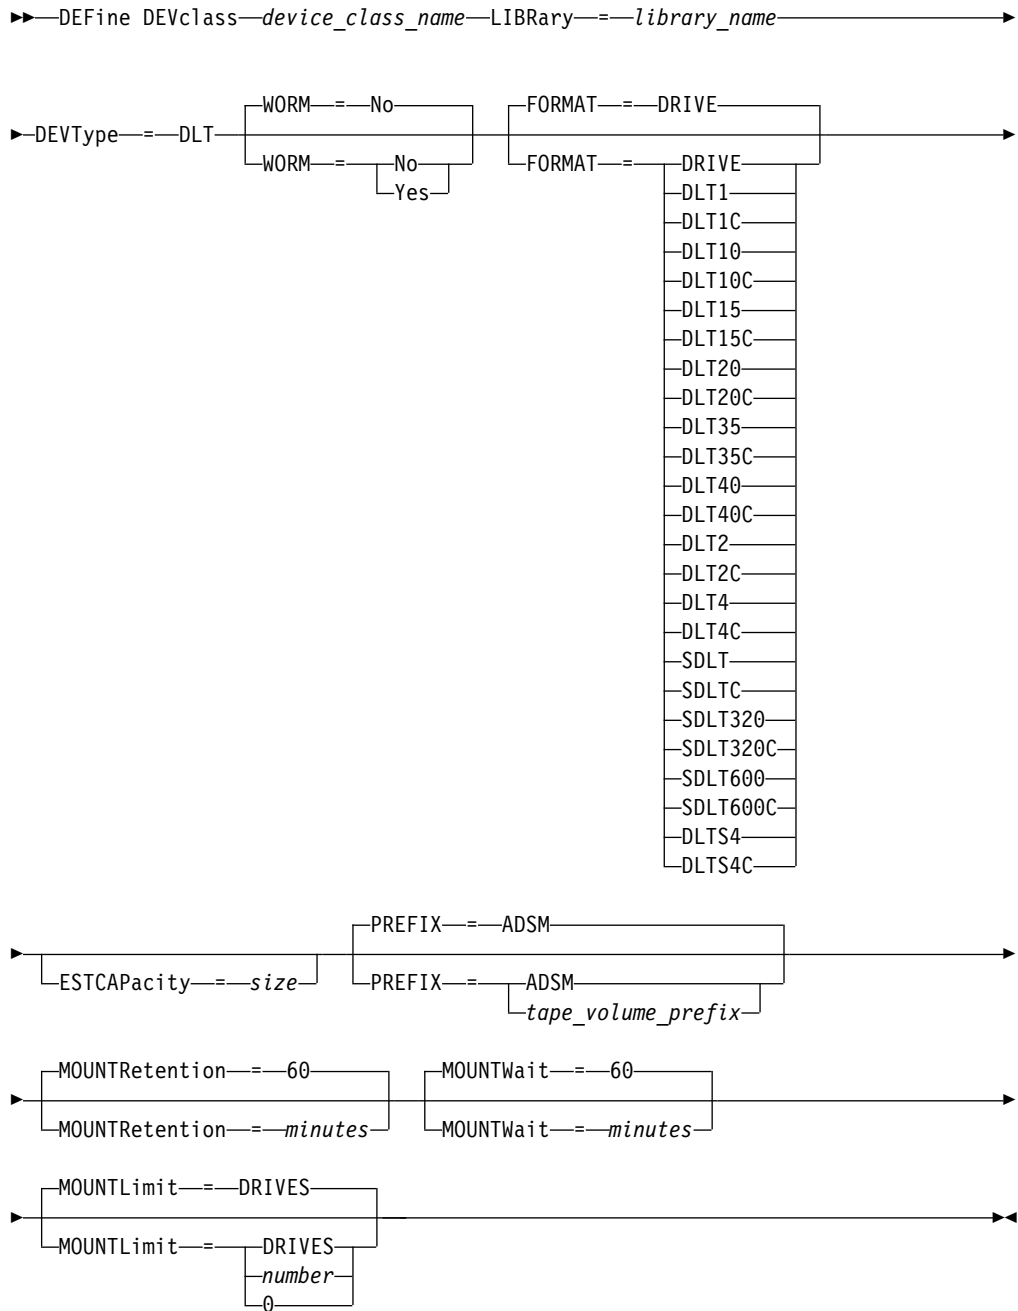 DEFine DEVclass device_class_name LIBRary = library_name
WORM = No FORMAT = DRIVE
DEVType = DLT
WORM = No FORMAT = DRIVE
Yes DLT1
DLT1C
DLT10
DLT10C
DLT15
DLT15C
DLT20
DLT20C
DLT35
DLT35C
DLT40
DLT40C
DLT2
DLT2C
DLT4
DLT4C
SDLT
SDLTC
SDLT320
SDLT320C
SDLT600
SDLT600C
DLTS4
DLTS4C
PREFIX = ADSM
ESTCAPacity = size PREFIX = ADSM
tape_volume_prefix
MOUNTRetention = 60 MOUNTWait = 60
MOUNTRetention = minutes MOUNTWait = minutes
MOUNTLimit = DRIVES
MOUNTLimit = DRIVES
number
0